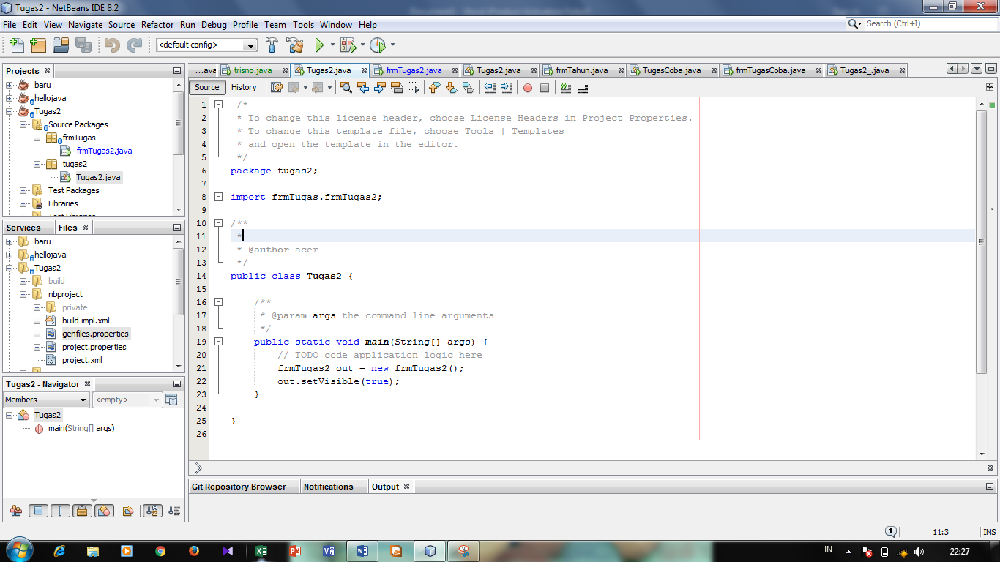 Tugas2 - NetBeans IDE 8.2
File Edit View Navigate Source Refactor Run Debug Profile Team Tools Window Help
Search (Ctrl+I)
<default config>
Projects
baru
hellojava
Tugas2
Source Packages
frmTugas
frmTugas2.java
tugas2
Tugas2.java
Test Packages
Libraries
Test Libraries
Services Files
baru
hellojava
Tugas2
build
nbproject
private
build-impl.xml
genfiles.properties
project.properties
project.xml
src
Tugas2 - Navigator
Members <empty>
Tugas2
main(String[] args)
...ava trisno.java Tugas2.java frmTugas2.java Tugas2.java frmTahun.java TugasCoba.java frmTugasCoba.java Tugas2_.java
Source History
1 /*
2 * To change this license header, choose License Headers in Project Properties.
3 * To change this template file, choose Tools | Templates
4 * and open the template in the editor.
5 */
6 package tugas2;
7
8 import frmTugas.frmTugas2;
9
10 /**
11 *
12 * @author acer
13 */
14 public class Tugas2 {
15
16 /**
17 * @param args the command line arguments
18 */
19 public static void main(String[] args) {
20 // TODO code application logic here
21 frmTugas2 out = new frmTugas2();
22 out.setVisible(true);
23 }
24
25 }
26
Git Repository Browser Notifications Output
1 11:3 INS
IN 22:27